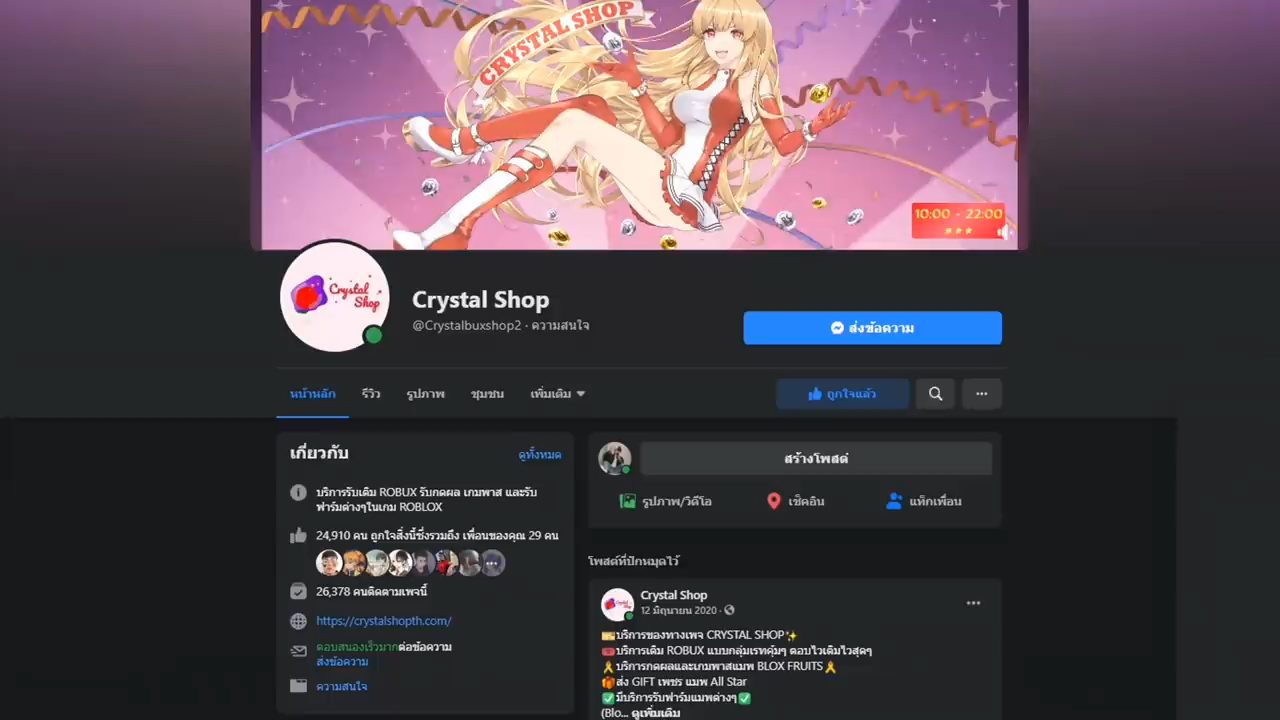 CRYSTAL SHOP
10:00 - 22:00
Crystal Shop
Crystal Shop
@Crystalbuxshop2 · ความสนใจ
ส่งข้อความ
หน้าหลัก รีวิว รูปภาพ ชุมชน เพิ่มเติม
ถูกใจแล้ว
เกี่ยวกับ ดูทั้งหมด
บริการรับเติม ROBUX รับกดผล เกมพาส และรับ
ฟาร์มต่างๆในเกม ROBLOX
24,910 คน ถูกใจสิ่งนี้ซึ่งรวมถึง เพื่อนของคุณ 29 คน
26,378 คนติดตามเพจนี้
https://crystalshopth.com/
ตอบสนองเร็วมากต่อข้อความ
ส่งข้อความ
ความสนใจ
สร้างโพสต์
รูปภาพ/วิดีโอ เช็คอิน แท็กเพื่อน
โพสต์ที่ปักหมุดไว้
Crystal Shop
12 มิถุนายน 2020 ·
🎫บริการของทางเพจ CRYSTAL SHOP✨
🎟️บริการเติม ROBUX แบบกลุ่มเรทคุ้มๆ ตอบไวเติมไวสุดๆ
🎗️บริการกดผลและเกมพาสแมพ BLOX FRUITS🎗️
🎁ส่ง GIFT เพชร แมพ All Star
✅มีบริการรับฟาร์มแมพต่างๆ✅
(Blo... ดูเพิ่มเติม